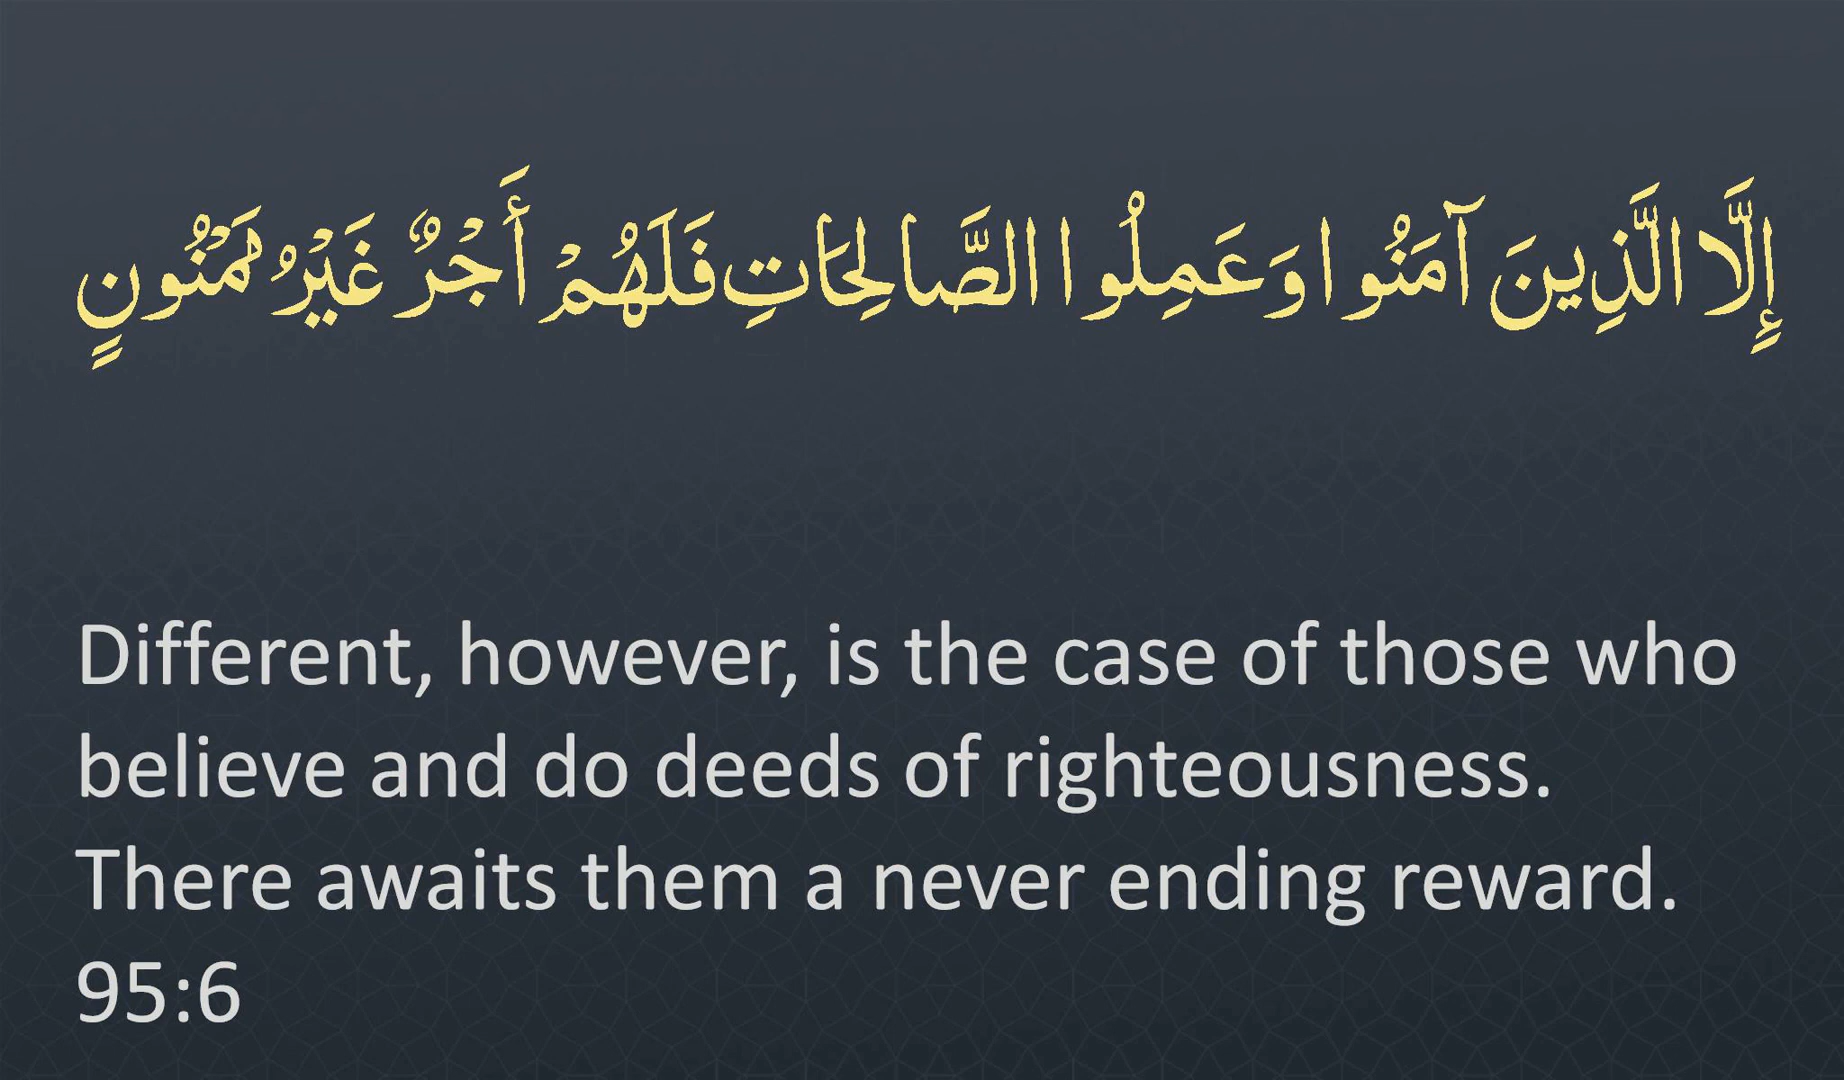 إِلَّا الَّذِينَ آمَنُوا وَعَمِلُوا الصَّالِحَاتِ فَلَهُمْ أَجْرٌ غَيْرُ مَمْنُونٍ
Different, however, is the case of those who
believe and do deeds of righteousness.
There awaits them a never ending reward.
95:6